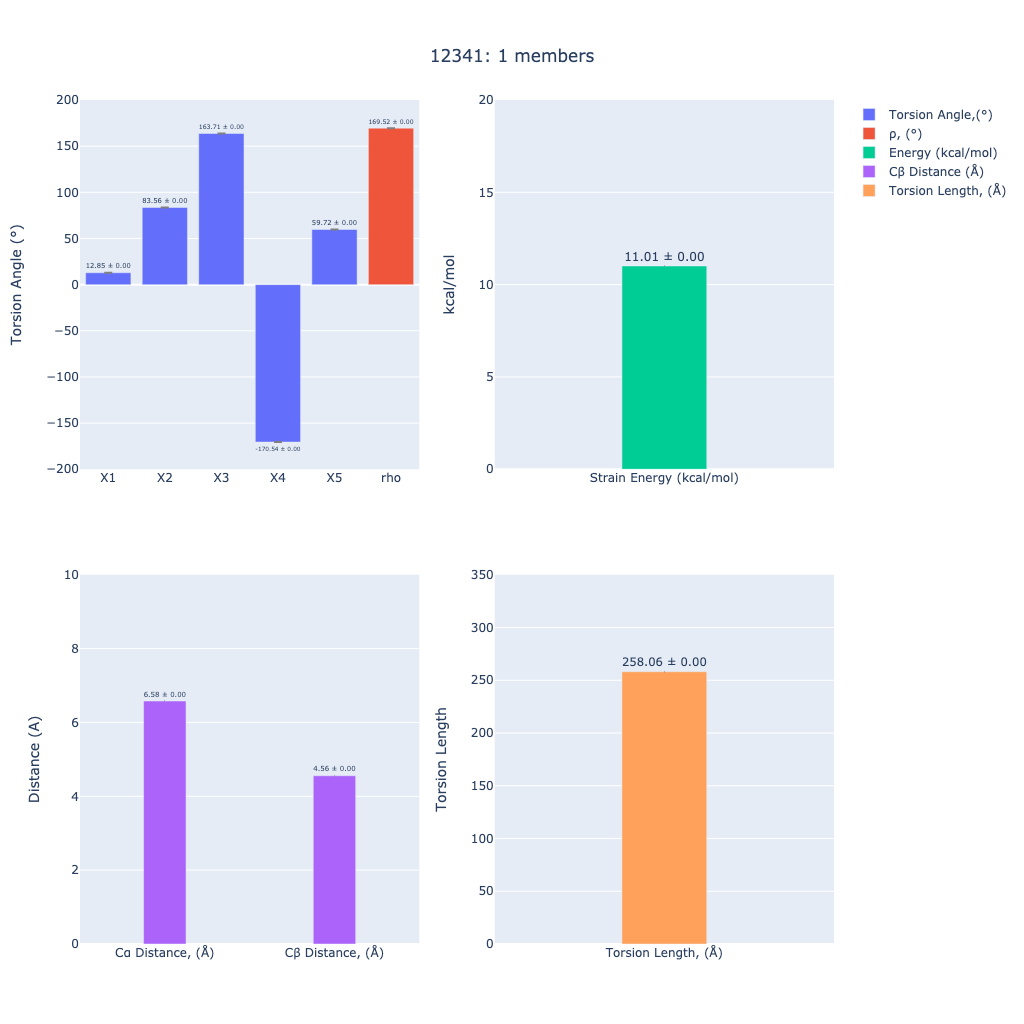 12341: 1 members
Torsion Angle (°)
200
150
100
50
0
−50
−100
−150
−200
12.85 ± 0.00
83.56 ± 0.00
163.71 ± 0.00
-170.54 ± 0.00
59.72 ± 0.00
169.52 ± 0.00
X1 X2 X3 X4 X5 rho
kcal/mol
20
15
10
5
0
11.01 ± 0.00
Strain Energy (kcal/mol)
Torsion Angle,(°)
ρ, (°)
Energy (kcal/mol)
Cβ Distance (Å)
Torsion Length, (Å)
Distance (A)
10
8
6
4
2
0
6.58 ± 0.00
4.56 ± 0.00
Cα Distance, (Å) Cβ Distance, (Å)
Torsion Length
350
300
250
200
150
100
50
0
258.06 ± 0.00
Torsion Length, (Å)